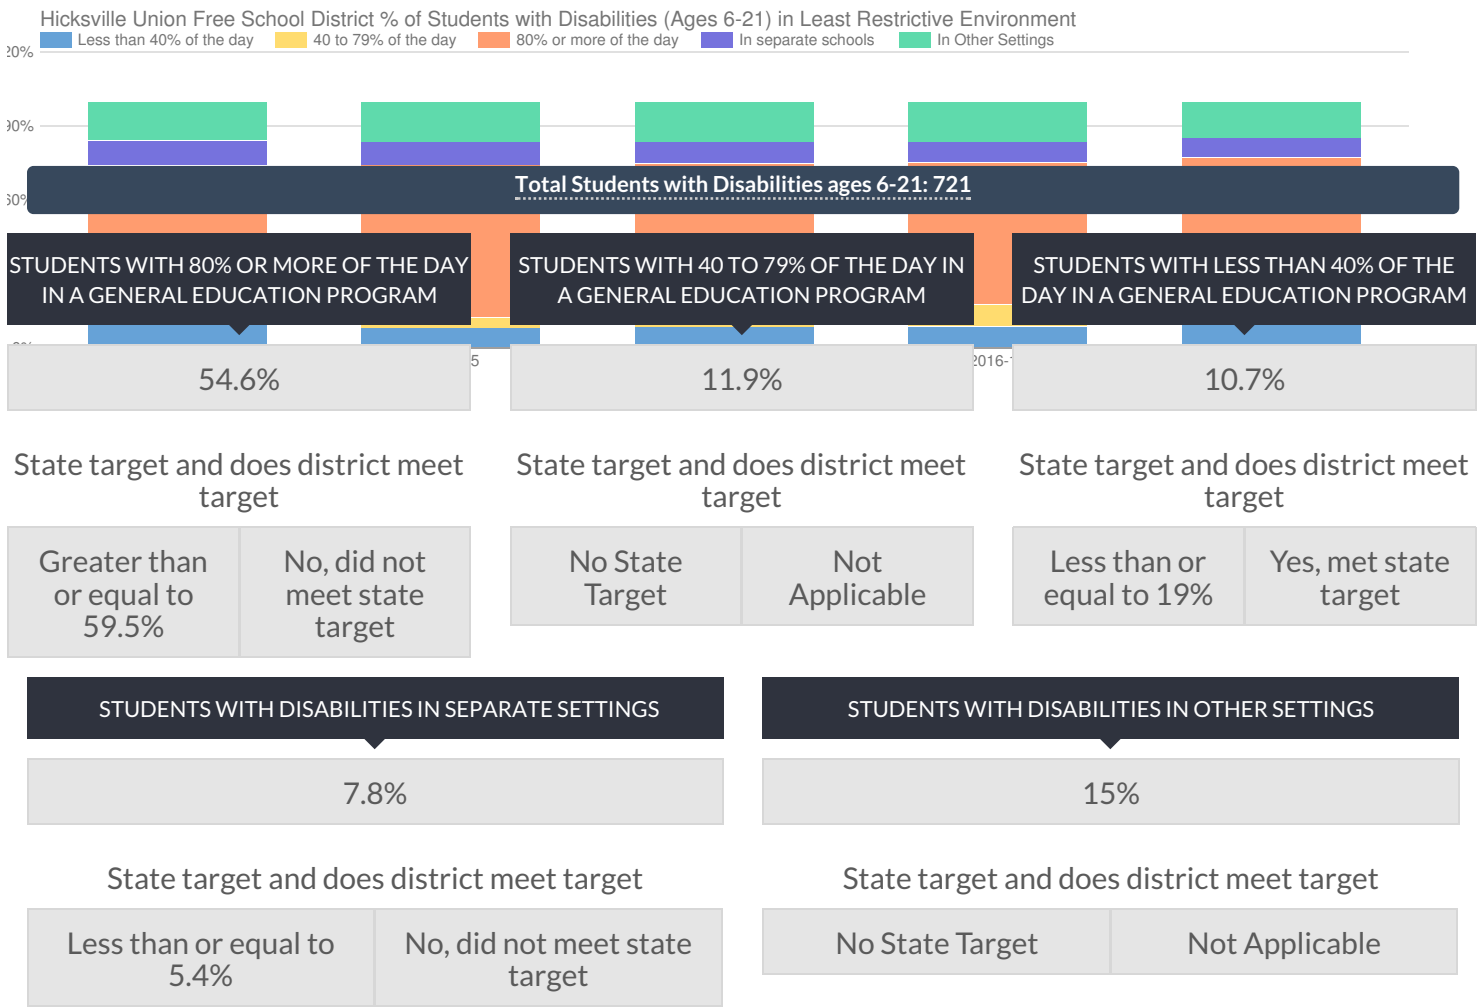 Hicksville Union Free School District % of Students with Disabilities (Ages 6-21) in Least Restrictive Environment
Less than 40% of the day 40 to 79% of the day 80% or more of the day In separate schools In Other Settings
Total Students with Disabilities ages 6-21: 721
STUDENTS WITH 80% OR MORE OF THE DAY
IN A GENERAL EDUCATION PROGRAM
54.6%
State target and does district meet
target
Greater than
or equal to
59.5%
No, did not
meet state
target
STUDENTS WITH 40 TO 79% OF THE DAY IN
A GENERAL EDUCATION PROGRAM
11.9%
State target and does district meet
target
No State
Target
Not
Applicable
STUDENTS WITH LESS THAN 40% OF THE
DAY IN A GENERAL EDUCATION PROGRAM
10.7%
State target and does district meet
target
Less than or
equal to 19%
Yes, met state
target
STUDENTS WITH DISABILITIES IN SEPARATE SETTINGS
7.8%
State target and does district meet target
Less than or equal to
5.4%
No, did not meet state
target
STUDENTS WITH DISABILITIES IN OTHER SETTINGS
15%
State target and does district meet target
No State Target
Not Applicable